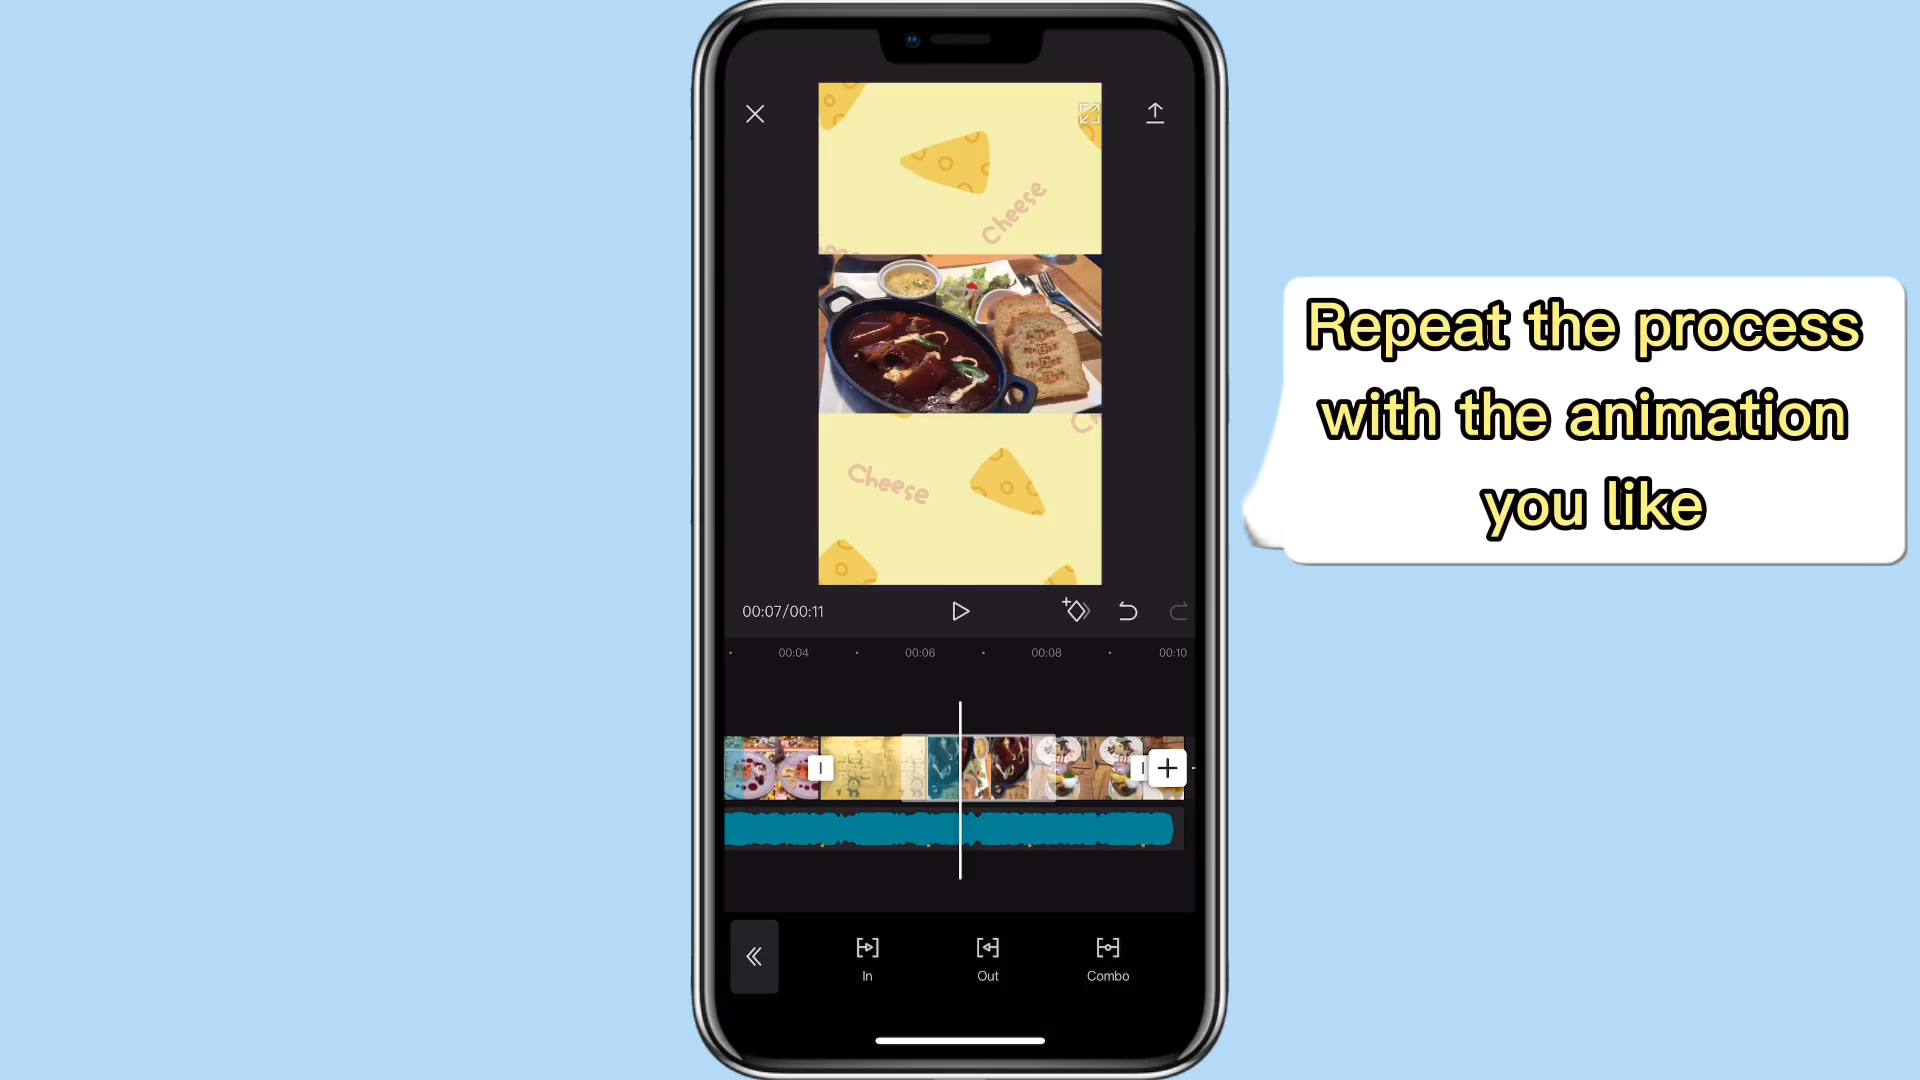 Cheese
Cheese
00:07/00:11
00:04
00:06
00:08
00:10
In
Out
Combo
Repeat the process
with the animation
you like